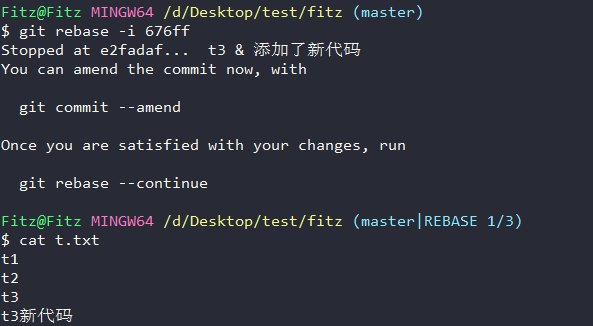 Fitz@Fitz MINGW64 /d/Desktop/test/fitz (master)
$ git rebase -i 676ff
Stopped at e2fadaf...  t3 & 添加了新代码
You can amend the commit now, with
  git commit --amend
Once you are satisfied with your changes, run
  git rebase --continue
Fitz@Fitz MINGW64 /d/Desktop/test/fitz (master|REBASE 1/3)
$ cat t.txt
t1
t2
t3
t3新代码